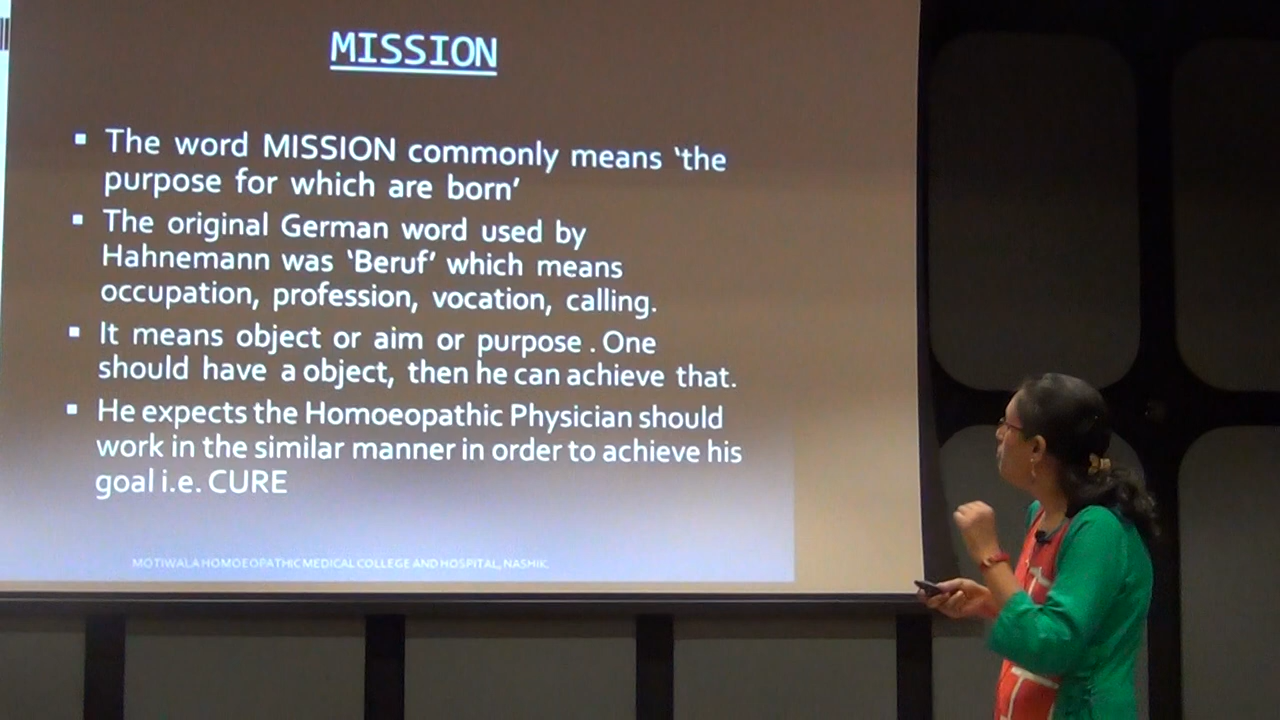 MISSION
The word MISSION commonly means ‘the
purpose for which are born’
The original German word used by
Hahnemann was ‘Beruf’ which means
occupation, profession, vocation, calling.
It means object or aim or purpose . One
should have a object, then he can achieve that.
He expects the Homoeopathic Physician should
work in the similar manner in order to achieve his
goal i.e. CURE
MOTIWALA HOMOEOPATHIC MEDICAL COLLEGE AND HOSPITAL, NASHIK.